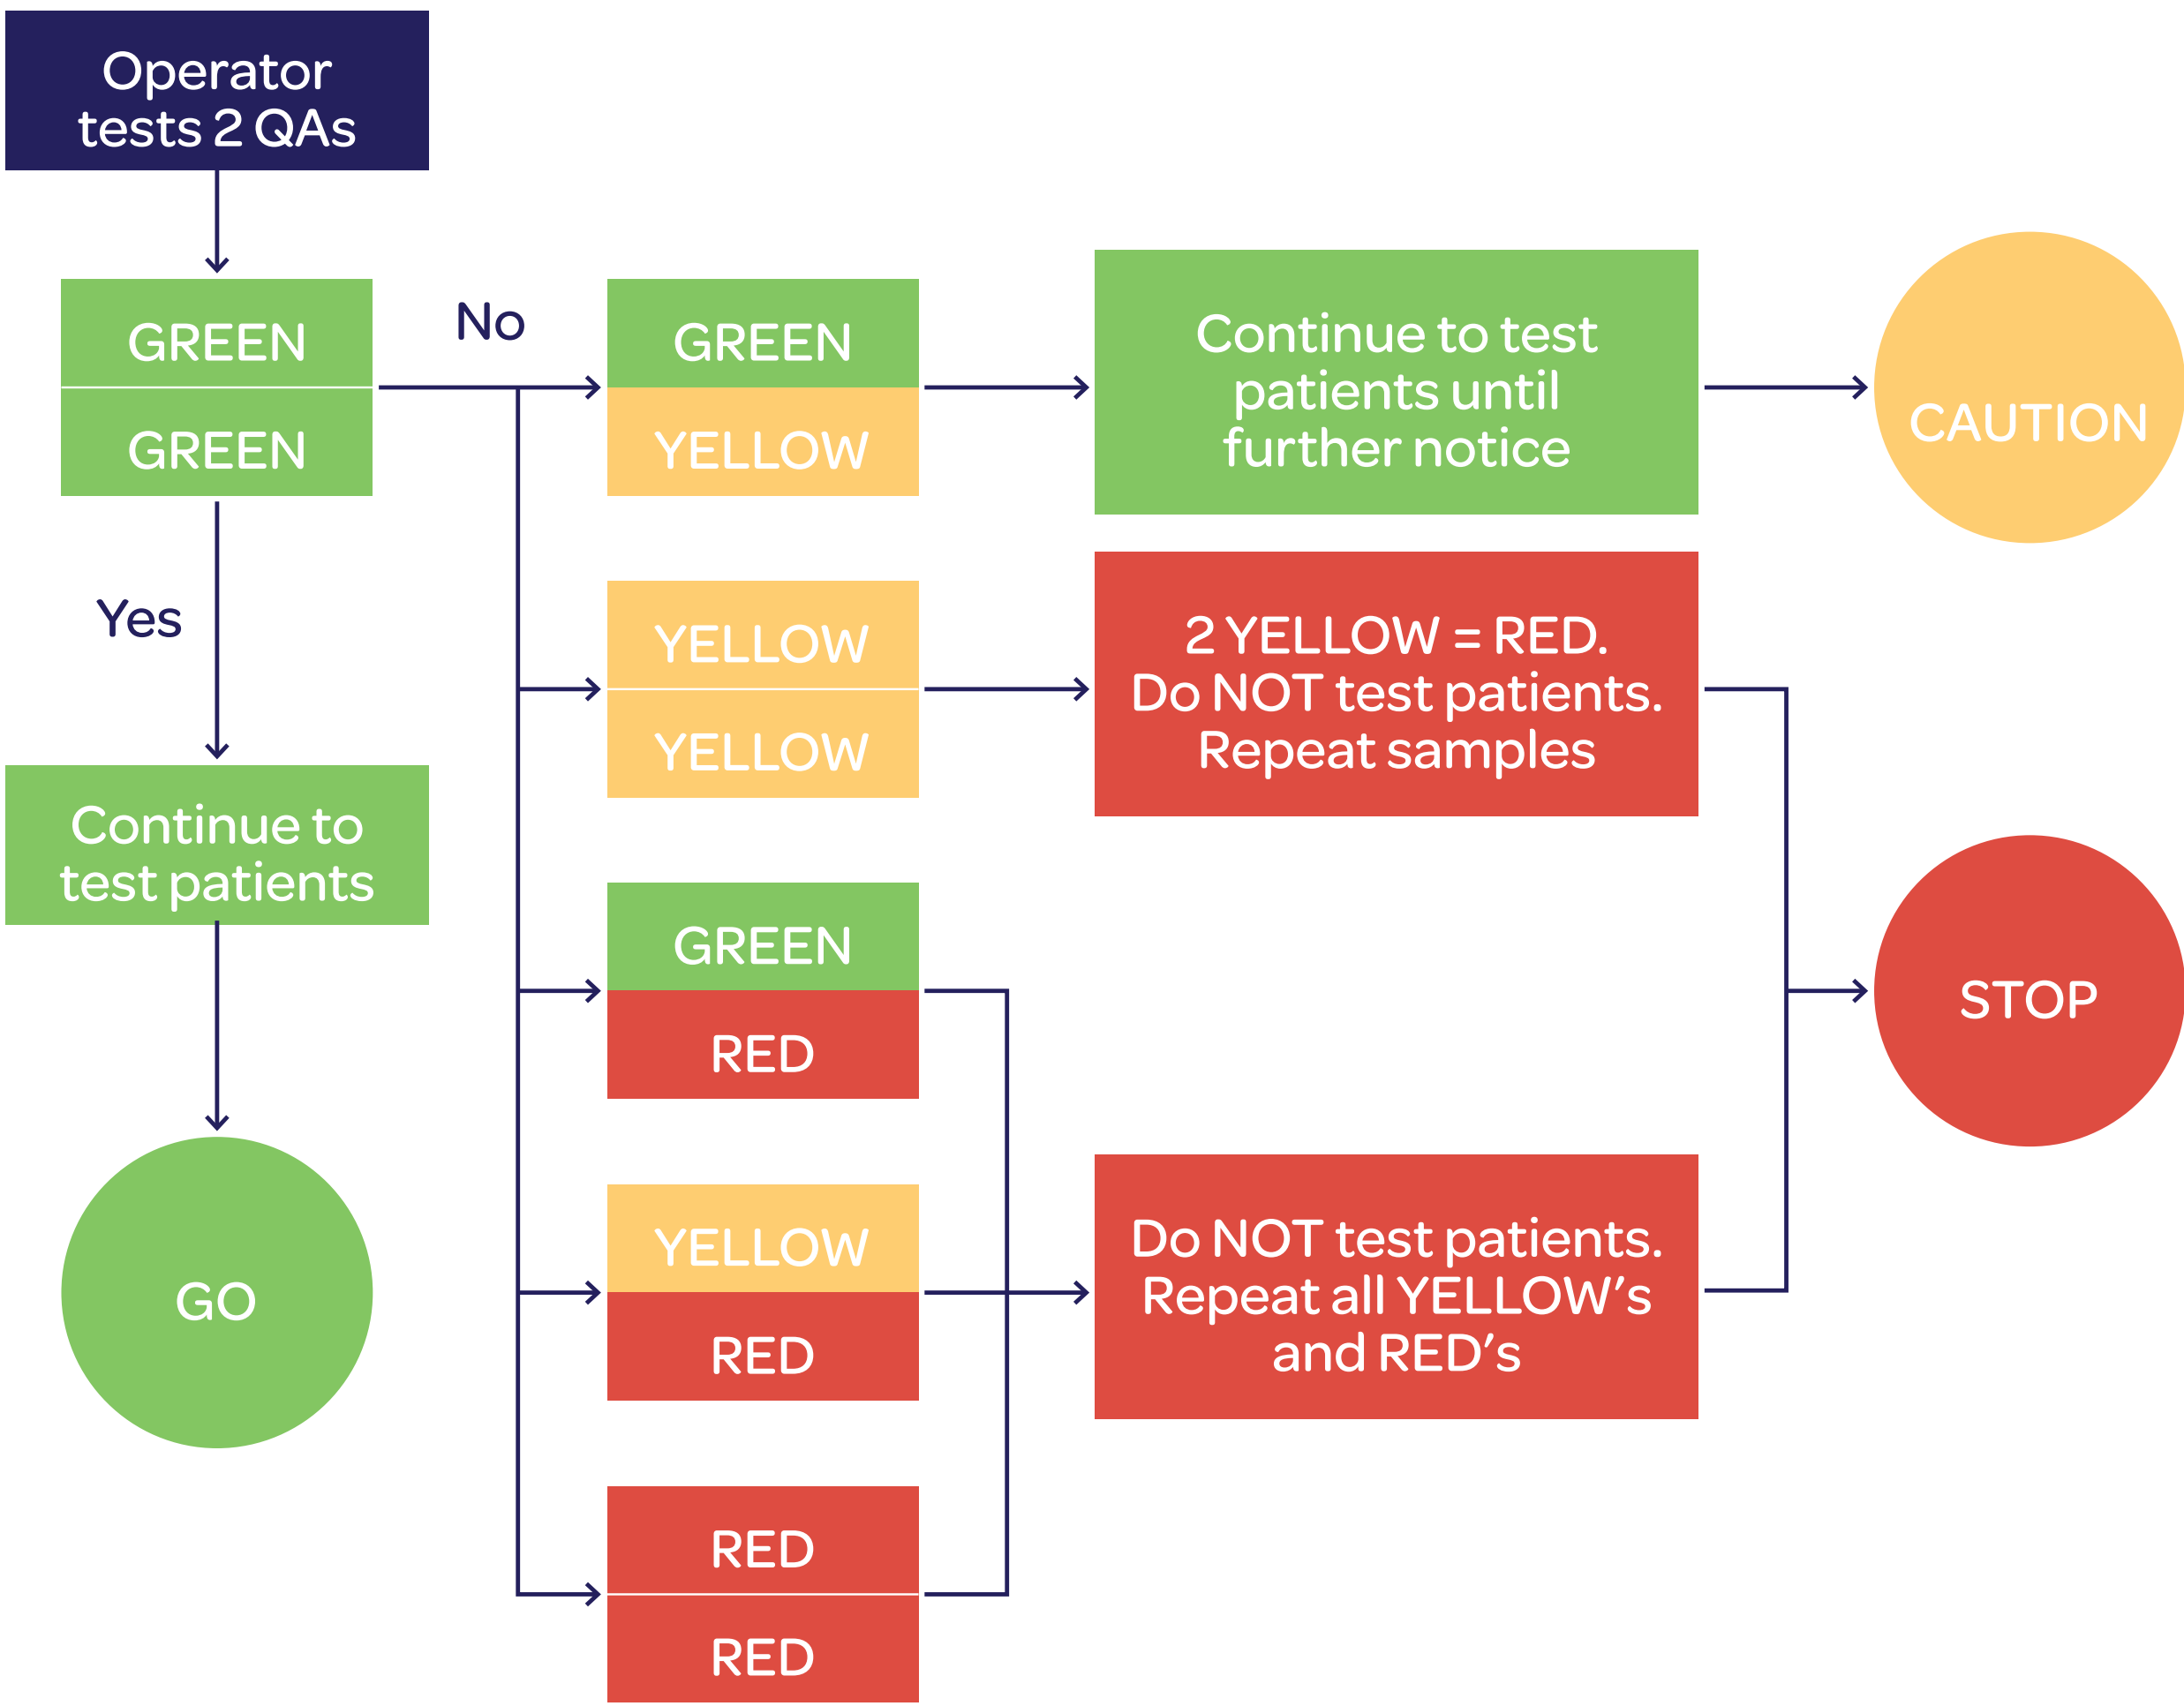 Operator
tests 2 QAs
GREEN
GREEN
No
Yes
Continue to
test patients
GO
GREEN
YELLOW
Continue to test
patients until
further notice
CAUTION
YELLOW
YELLOW
2 YELLOW = RED.
Do NOT test patients.
Repeat samples
GREEN
RED
STOP
YELLOW
RED
Do NOT test patients.
Repeat all YELLOW’s
and RED’s
RED
RED